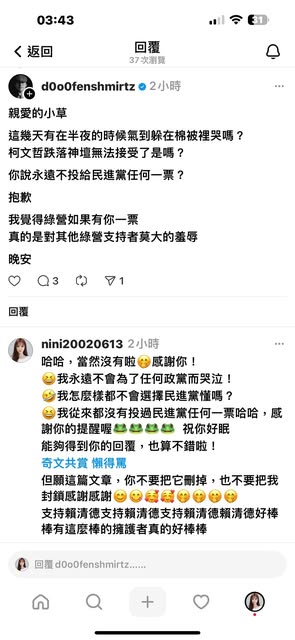 03:43
31
返回
回覆
37 次瀏覽
d0o0fenshmirtz 2小時
親愛的小草
這幾天有在半夜的時候氣到躲在棉被裡哭嗎？
柯文哲跌落神壇無法接受了是嗎？
你說永遠不投給民進黨任何一票？
抱歉
我覺得綠營如果有你一票
真的是對其他綠營支持者莫大的羞辱
晚安
3
1
回覆
nini20020613 2小時
哈哈，當然沒有啦🤭感謝你！
😆我永遠不會為了任何政黨而哭泣！
🤣我怎麼樣都不會選擇民進黨懂嗎？
😆我從來都沒有投過民進黨任何一票哈哈，感
謝你的提醒喔🐸🐸🐸🐸 祝你好眠
能夠得到你的回覆，也算不錯啦！
奇文共賞 懶得罵
但願這篇文章，你不要把它刪掉，也不要把我
封鎖感謝感謝😊🙂🥰🥰🤭🤭🤭🤭
支持賴清德支持賴清德支持賴清德賴清德好棒
棒有這麼棒的擁護者真的好棒棒
回覆 d0o0fenshmirtz......